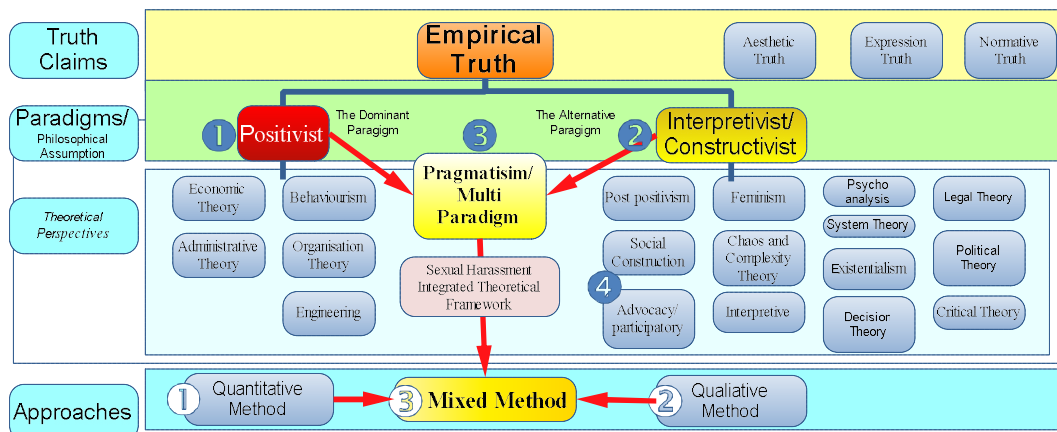 Truth
Claims
Empirical
Truth
Aesthetic
Truth
Expression
Truth
Normative
Truth
Paradigms/
Philosophical
Assumption
1
Positivist
The Dominant
Paragigm
3
The Alternative
Paragigm
2
Interpretivist/
Constructivist
Pragmatisim/
Multi
Paradigm
Theoretical
Perspectives
Economic
Theory
Behaviourism
Administrative
Theory
Organisation
Theory
Engineering
Sexual Harassment
Integrated Theoretical
Framework
Post positivism
Feminism
Psycho
analysis
Legal Theory
System Theory
Social
Construction
Chaos and
Complexity
Theory
Existentialism
Political
Theory
4
Advocacy/
participatory
Interpretive
Decisior
Theory
Critical Theory
Approaches
1
Quantitative
Method
3
Mixed Method
2
Qualiative
Method